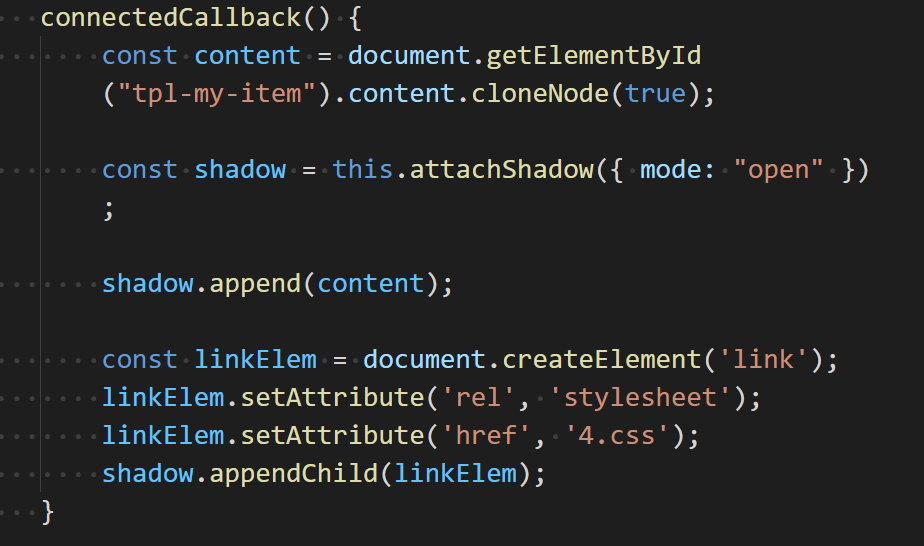 connectedCallback() {
const content = document.getElementById
("tpl-my-item").content.cloneNode(true);
const shadow = this.attachShadow({ mode: "open" })
;
shadow.append(content);
const linkElem = document.createElement('link');
linkElem.setAttribute('rel', 'stylesheet');
linkElem.setAttribute('href', '4.css');
shadow.appendChild(linkElem);
}